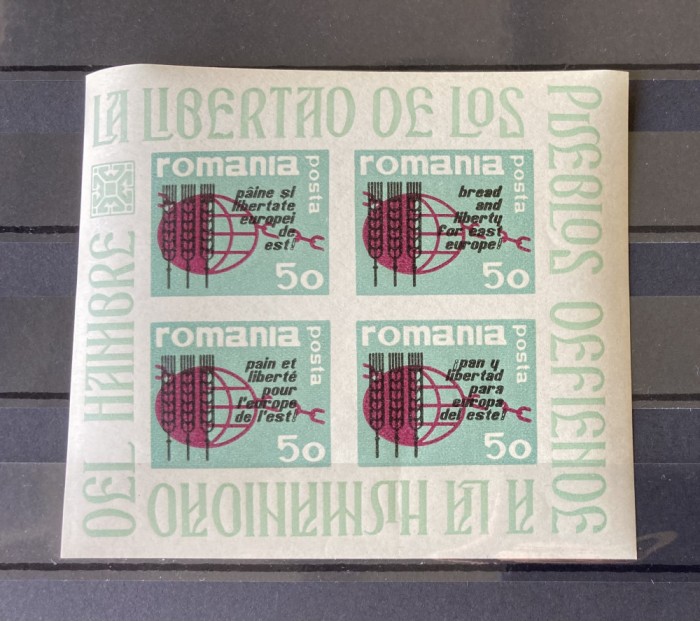 LA LIBERTAD DE LOS
PUEBLOS DEFIENDE
A LA HUMANIDAD
DEL HAMBRE
romania
posta
pâine si
libertate
europei
de
est!
50
romania
posta
bread
and
liberty
for east
europe!
50
romania
posta
pain et
liberté
pour
l'europe
de l'est!
50
romania
posta
¡pan y
libertad
para
europa
del este!
50